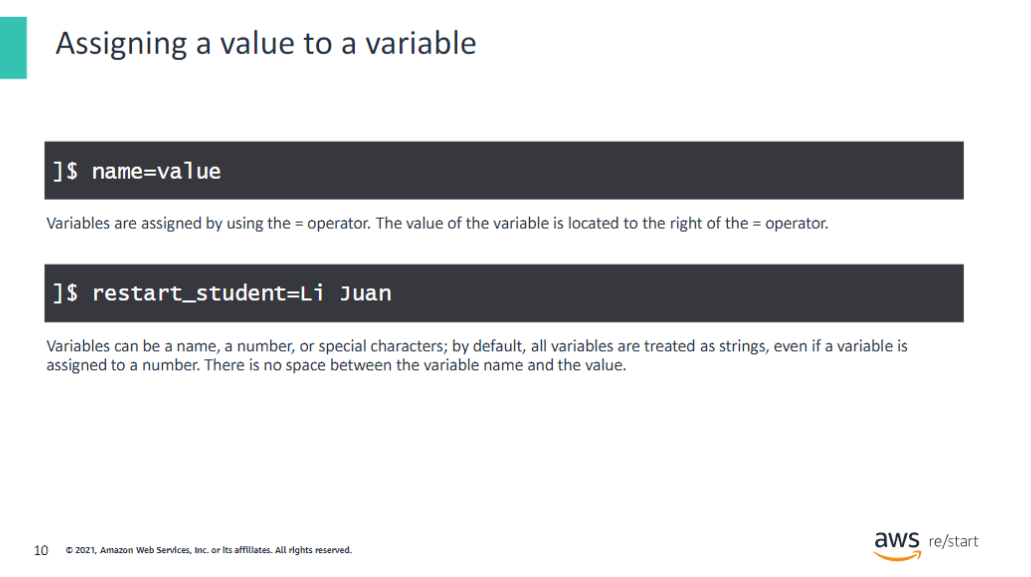 Assigning a value to a variable
]$ name=value
Variables are assigned by using the = operator. The value of the variable is located to the right of the = operator.
]$ restart_student=Li Juan
Variables can be a name, a number, or special characters; by default, all variables are treated as strings, even if a variable is
assigned to a number. There is no space between the variable name and the value.
10 © 2021, Amazon Web Services, Inc. or its affiliates. All rights reserved.
aws re/start